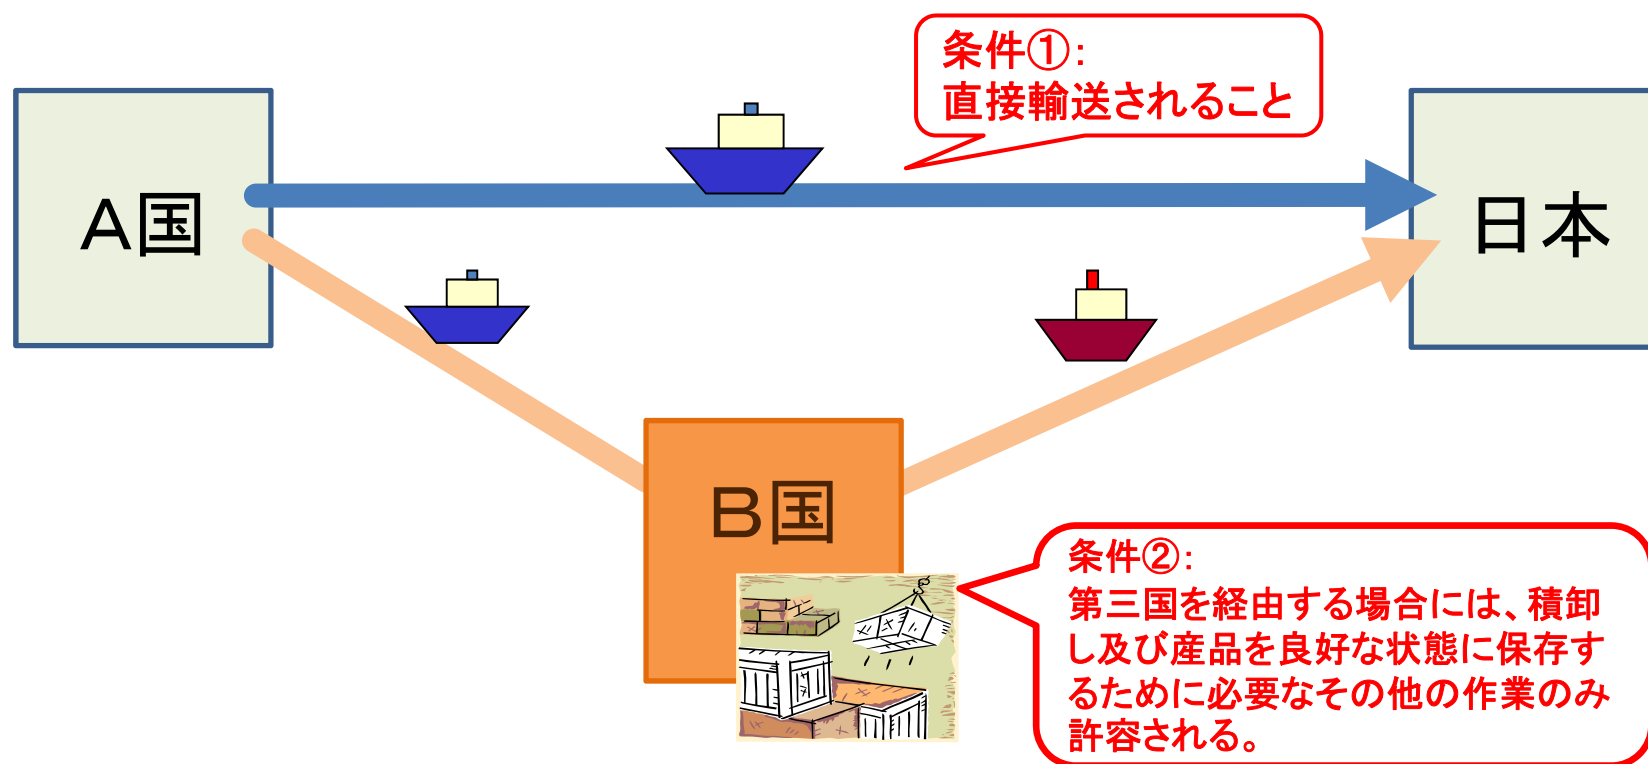 条件①:
直接輸送されること
A国
日本
B国
条件②:
第三国を経由する場合には、積卸
し及び産品を良好な状態に保存す
るために必要なその他の作業のみ
許容される。